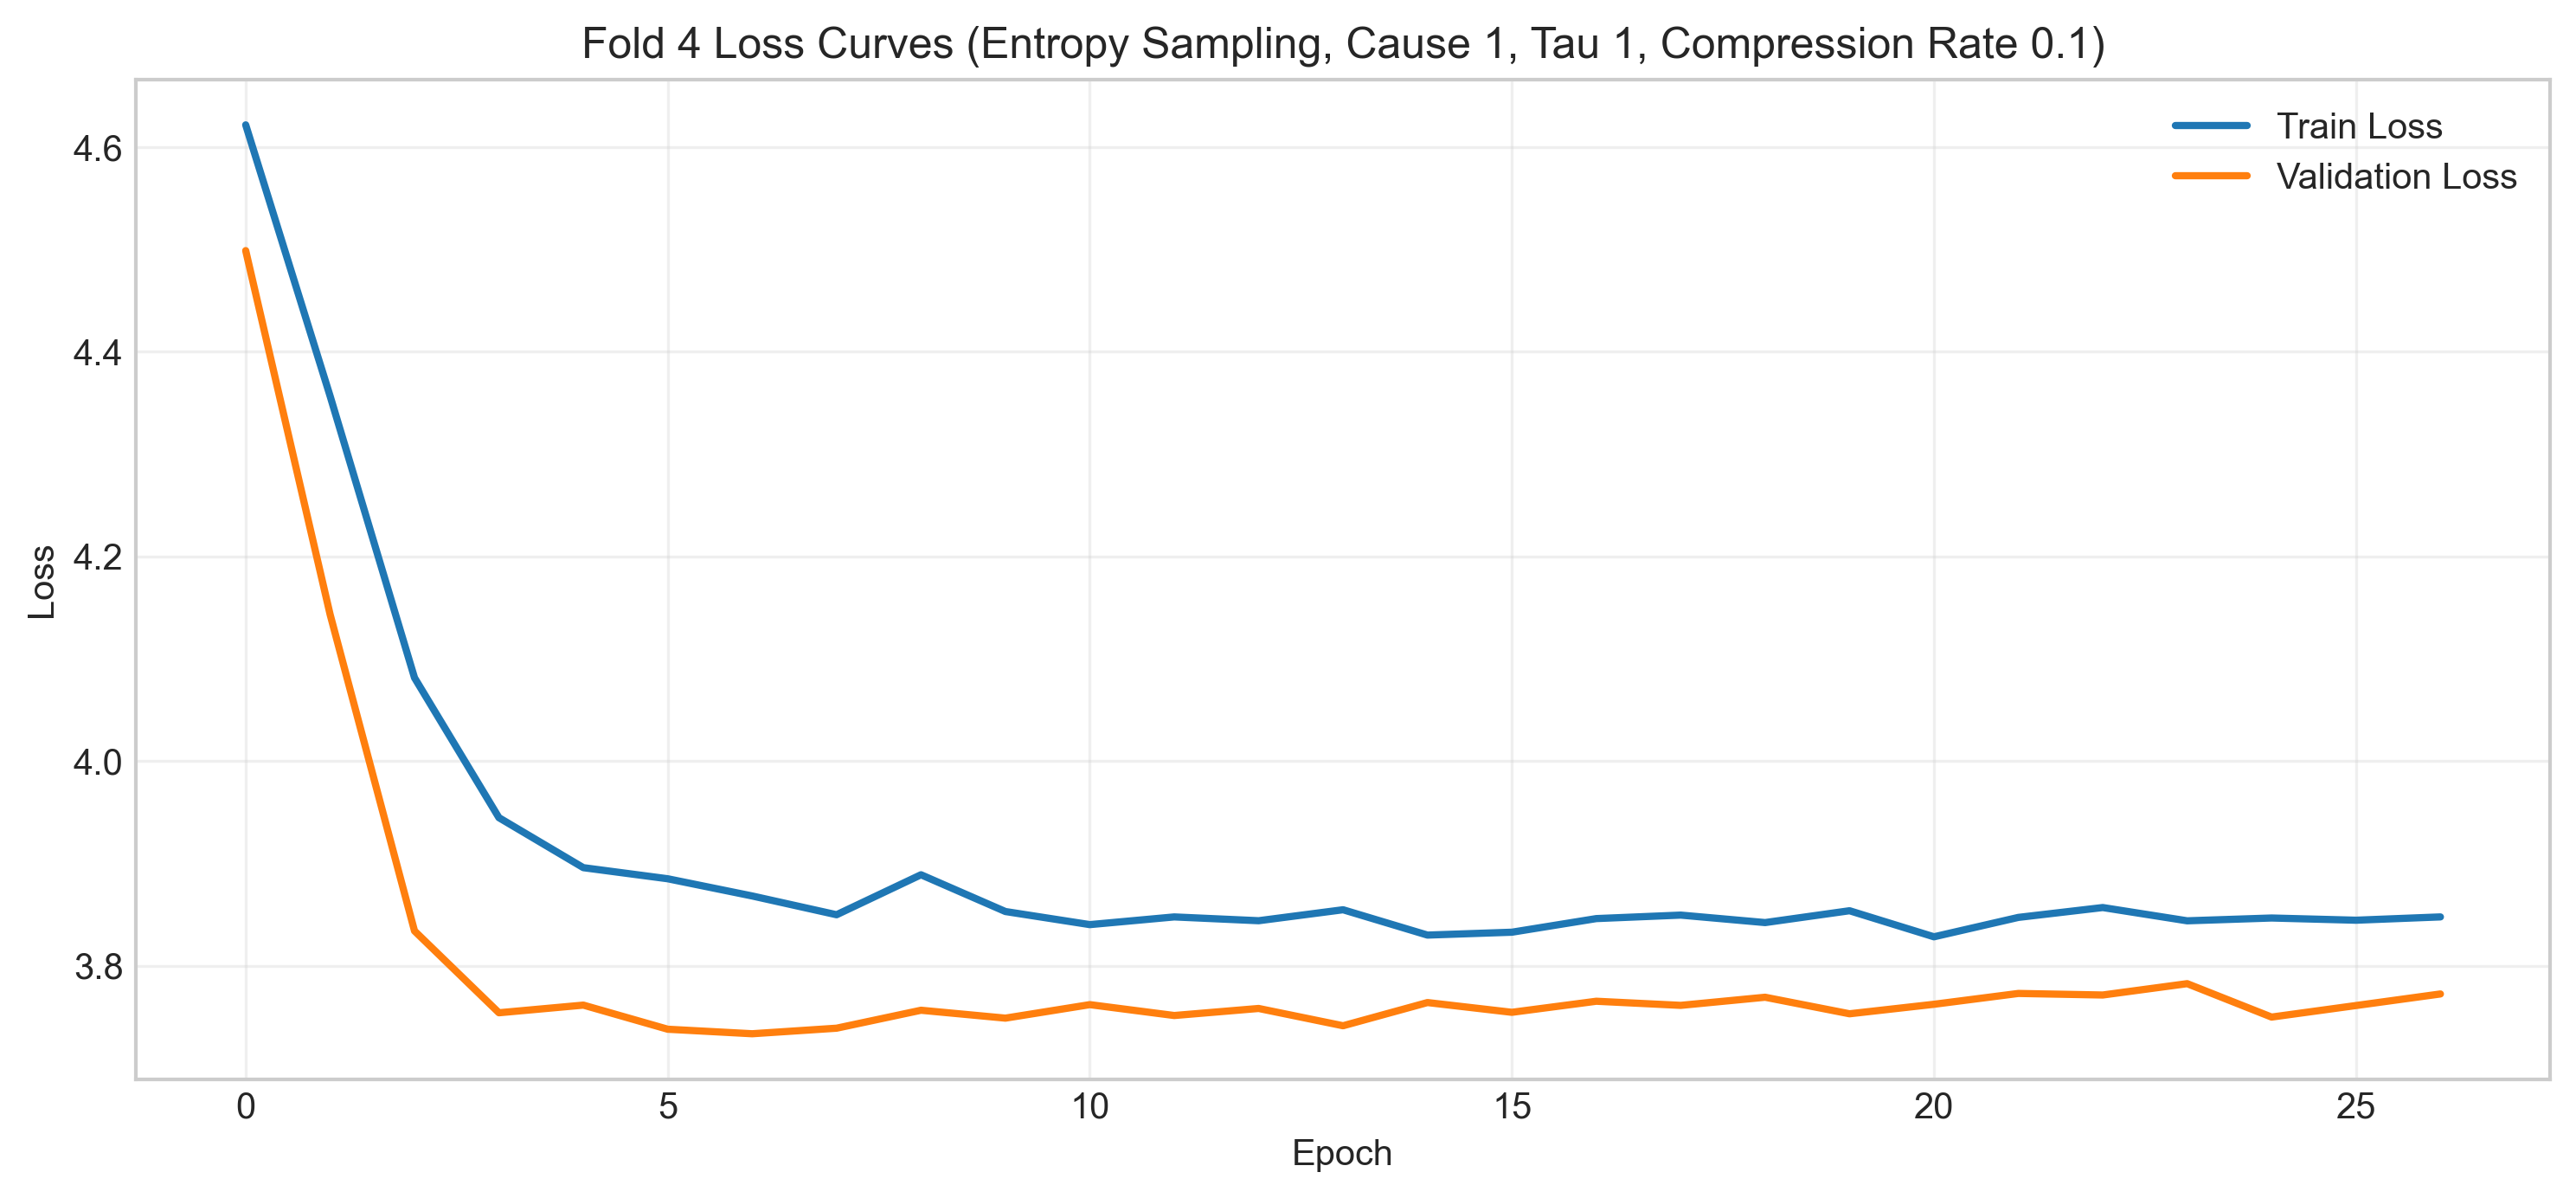 Fold 4 Loss Curves (Entropy Sampling, Cause 1, Tau 1, Compression Rate 0.1)
Train Loss
Validation Loss
4.6
4.4
4.2
4.0
3.8
Loss
0 5 10 15 20 25
Epoch